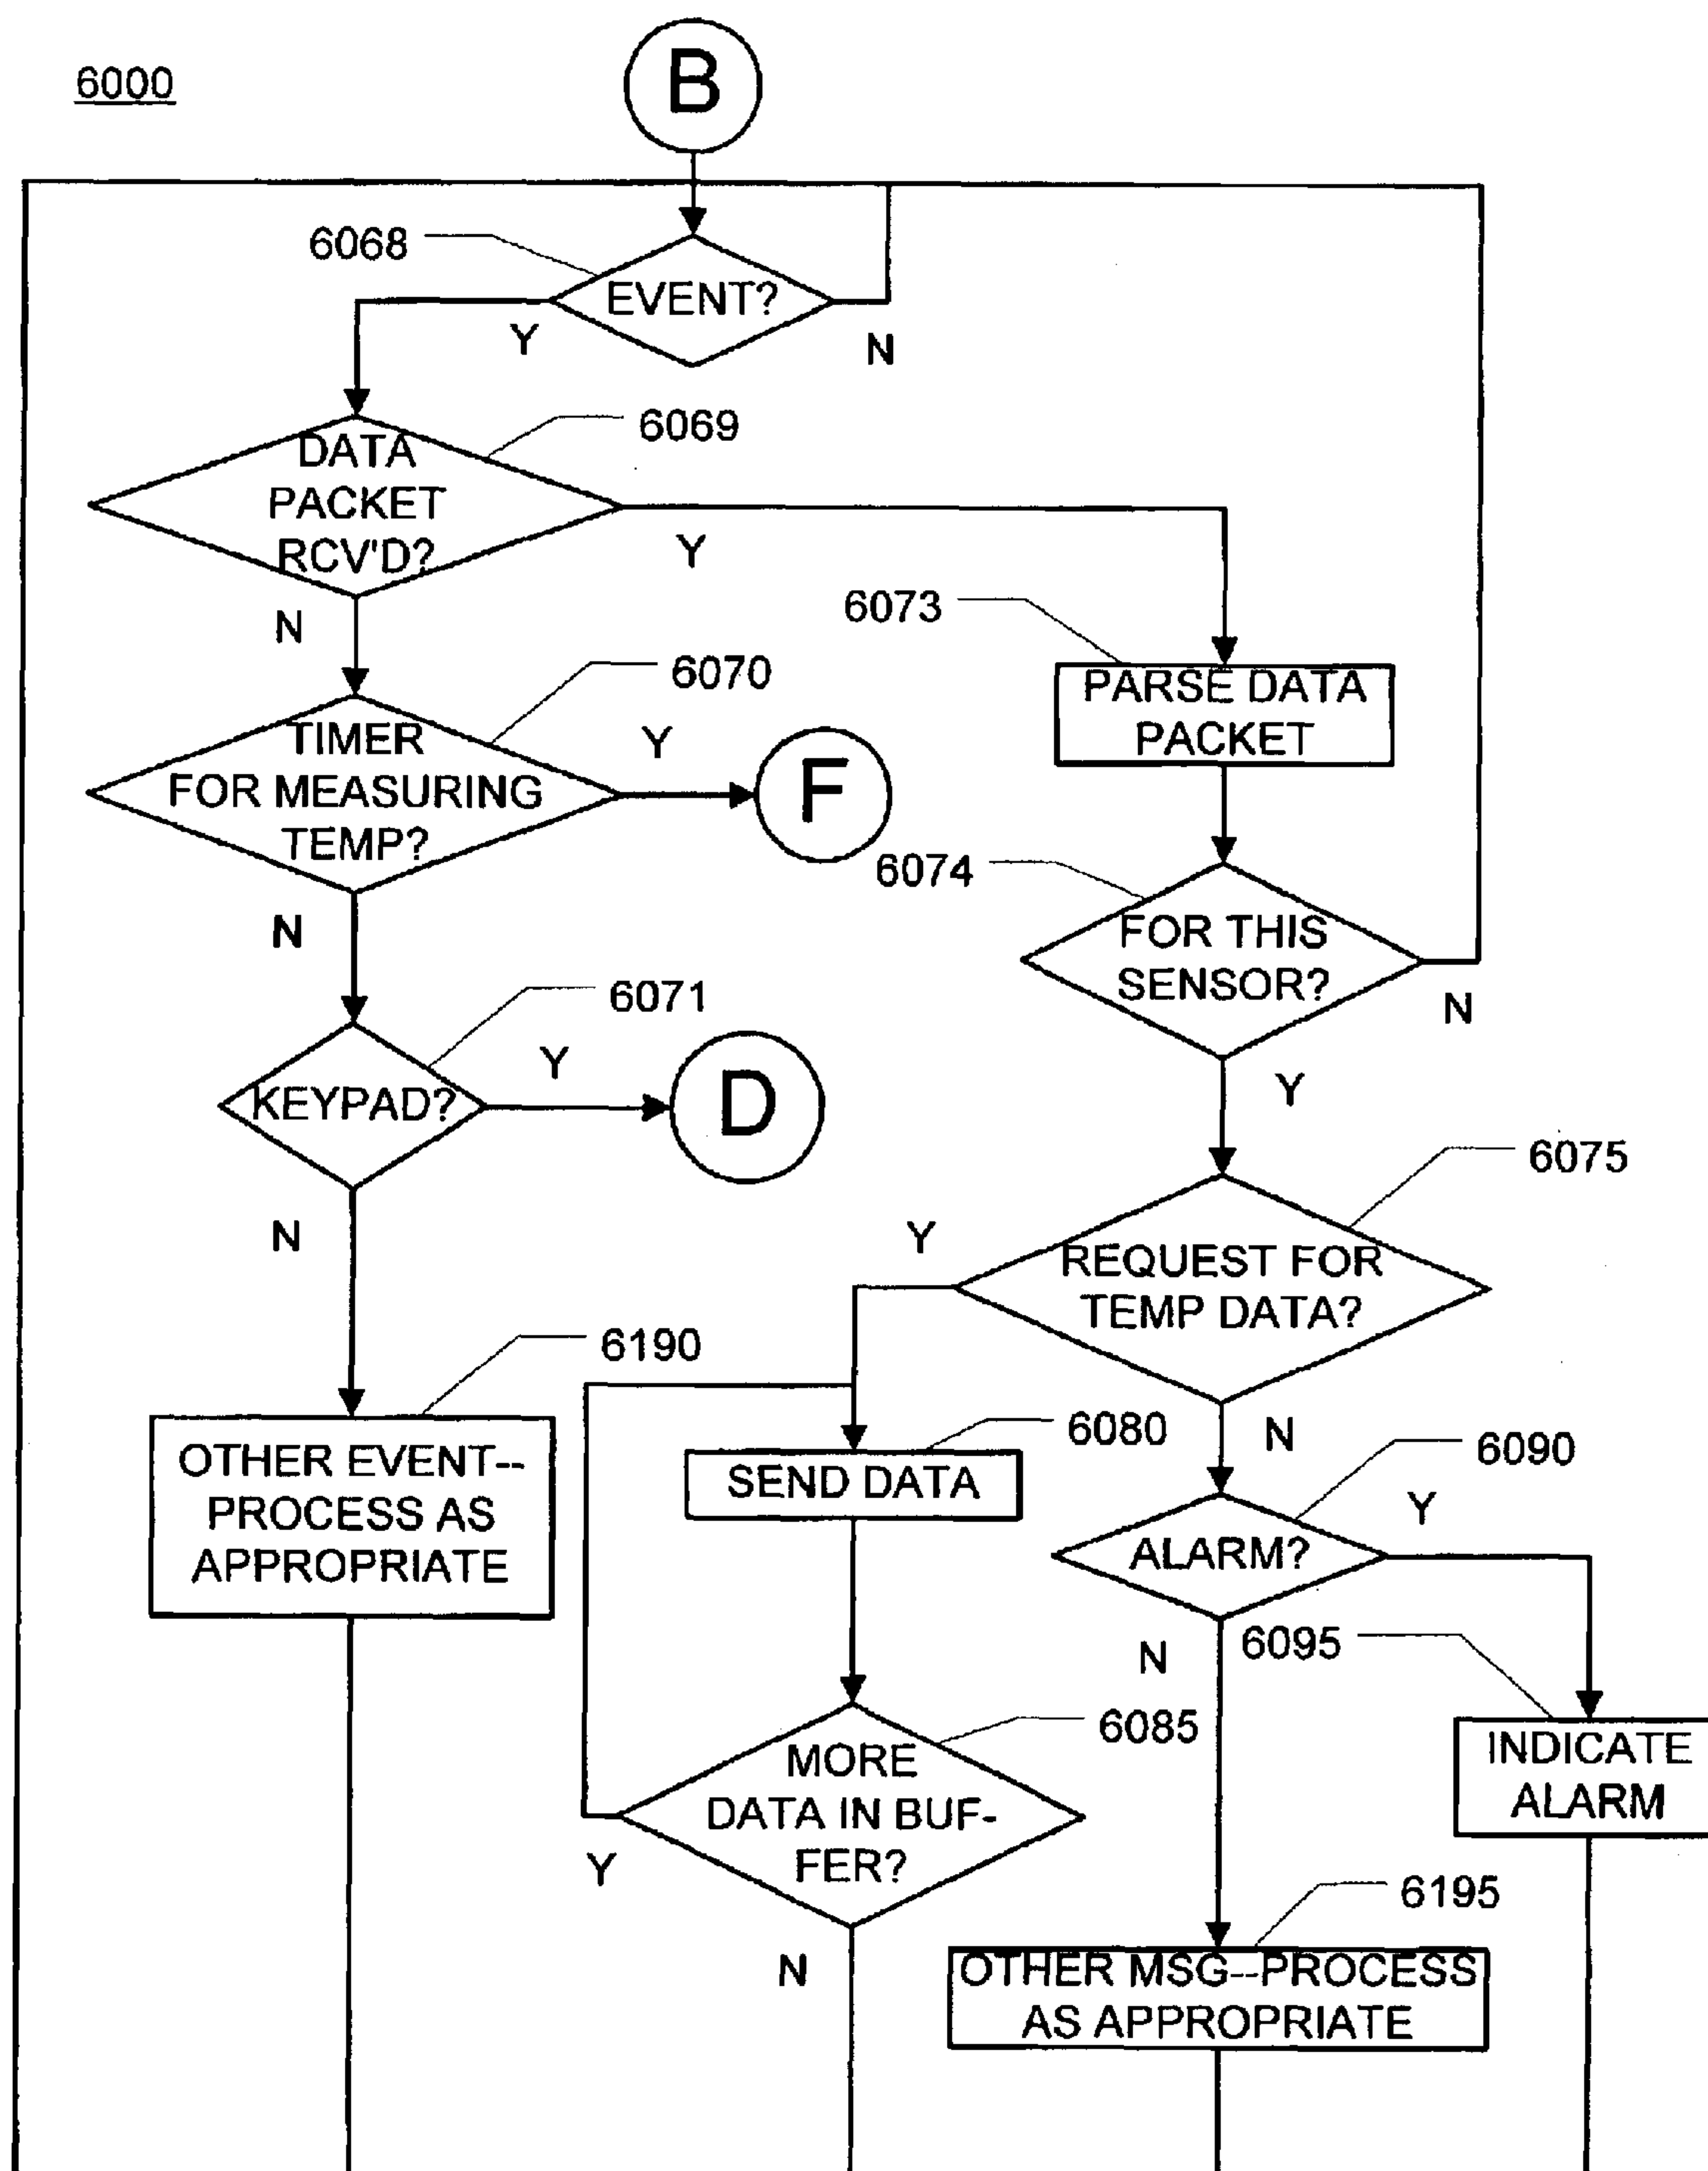 6000
B
6068
EVENT?
Y
N
6069
DATA
PACKET
RCV'D?
Y
N
6073
PARSE DATA
PACKET
6070
TIMER
FOR MEASURING
TEMP?
Y
F
N
6074
FOR THIS
SENSOR?
N
Y
6071
KEYPAD?
Y
D
N
6075
REQUEST FOR
TEMP DATA?
Y
N
6190
OTHER EVENT--
PROCESS AS
APPROPRIATE
6080
SEND DATA
6090
ALARM?
Y
N
6095
INDICATE
ALARM
6085
MORE
DATA IN BUF-
FER?
Y
N
6195
OTHER MSG--PROCESS
AS APPROPRIATE